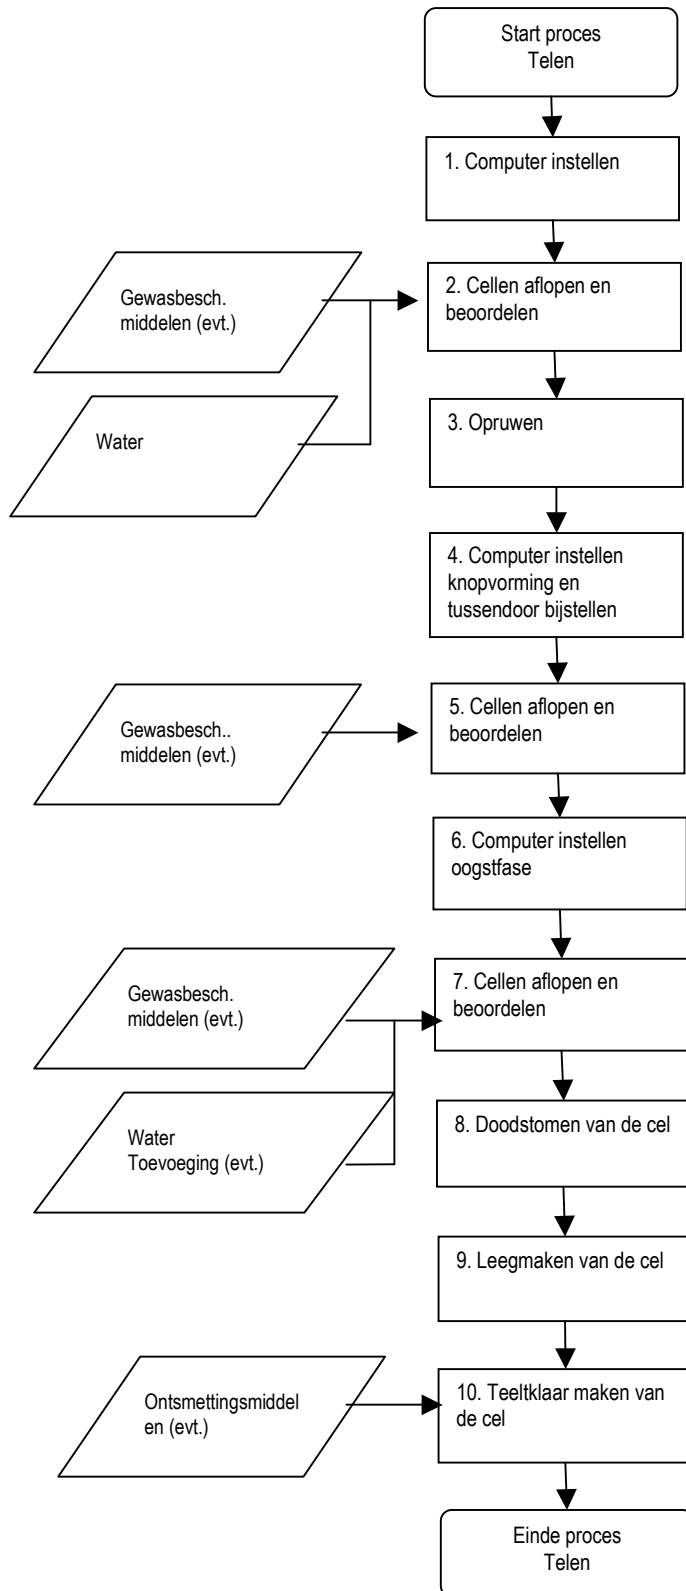 Start proces
Telen
1. Computer instellen
Gewasbesch.
middelen (evt.)
2. Cellen aflopen en
beoordelen
Water
3. Opruwen
4. Computer instellen
knopvorming en
tussendoor bijstellen
Gewasbesch..
middelen (evt.)
5. Cellen aflopen en
beoordelen
6. Computer instellen
oogstfase
Gewasbesch.
middelen (evt.)
7. Cellen aflopen en
beoordelen
Water
Toevoeging (evt.)
8. Doodstomen van de cel
9. Leegmaken van de cel
Ontsmettingsmiddel
en (evt.)
10. Teeltklaar maken van
de cel
Einde proces
Telen